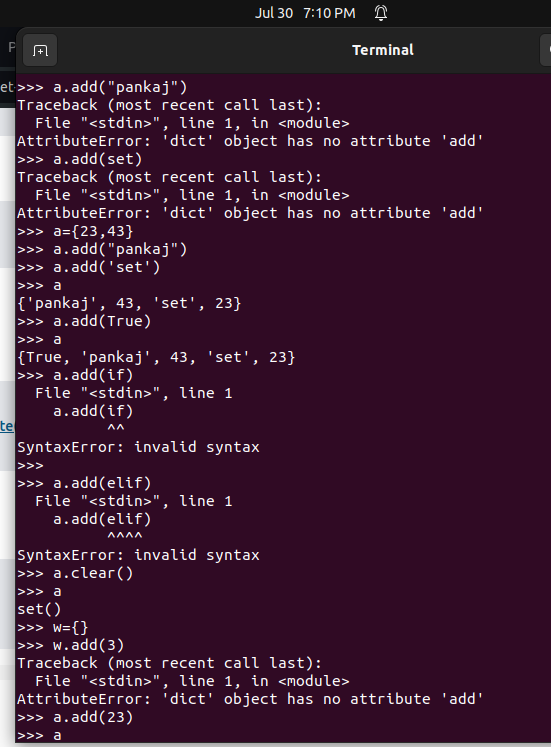 Jul 30 7:10 PM
Terminal
>>> a.add("pankaj")
Traceback (most recent call last):
  File "<stdin>", line 1, in <module>
AttributeError: 'dict' object has no attribute 'add'
>>> a.add(set)
Traceback (most recent call last):
  File "<stdin>", line 1, in <module>
AttributeError: 'dict' object has no attribute 'add'
>>> a={23,43}
>>> a.add("pankaj")
>>> a.add('set')
>>> a
{'pankaj', 43, 'set', 23}
>>> a.add(True)
>>> a
{True, 'pankaj', 43, 'set', 23}
>>> a.add(if)
  File "<stdin>", line 1
    a.add(if)
          ^^
SyntaxError: invalid syntax
>>>
>>> a.add(elif)
  File "<stdin>", line 1
    a.add(elif)
          ^^^^
SyntaxError: invalid syntax
>>> a.clear()
>>> a
set()
>>> w={}
>>> w.add(3)
Traceback (most recent call last):
  File "<stdin>", line 1, in <module>
AttributeError: 'dict' object has no attribute 'add'
>>> a.add(23)
>>> a